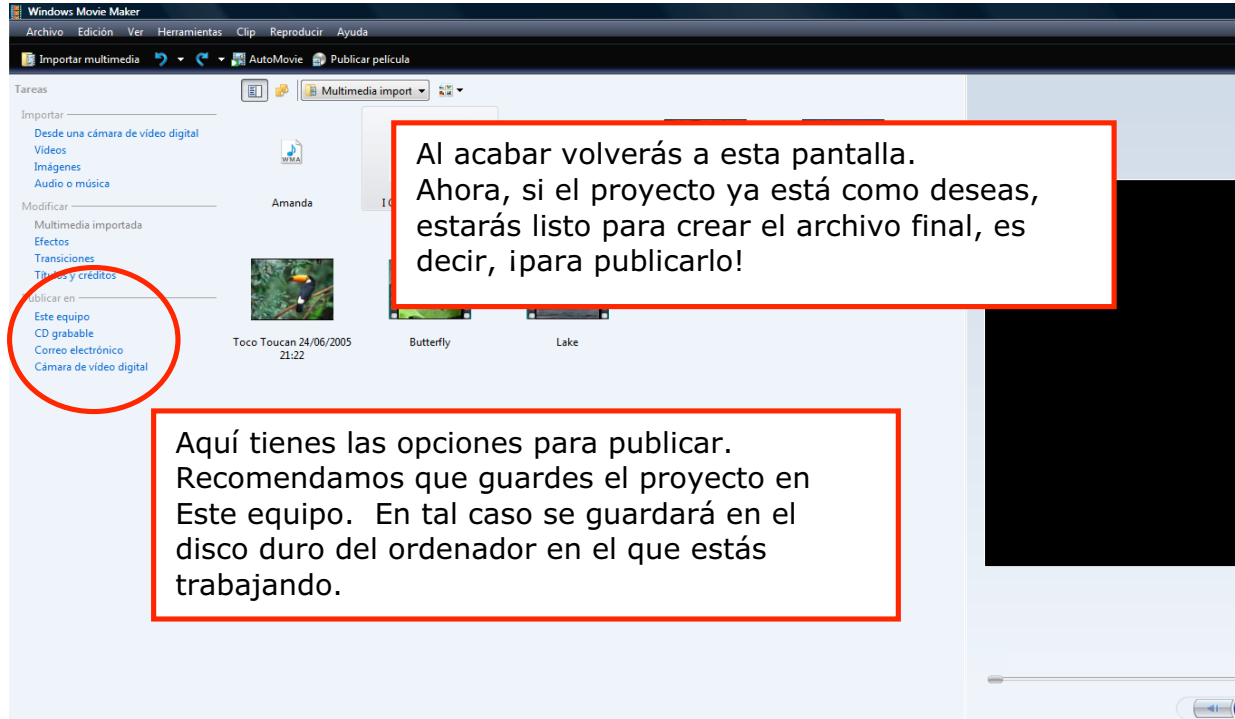 Windows Movie Maker
Archivo Edición Ver Herramientas Clip Reproducir Ayuda
Importar multimedia AutoMovie Publicar película
Tareas
Multimedia import
Importar
Desde una cámara de vídeo digital
Vídeos
Imágenes
Audio o música
Modificar
Multimedia importada
Efectos
Transiciones
Títulos y créditos
Publicar en
Este equipo
CD grabable
Correo electrónico
Cámara de vídeo digital
WMA
Amanda
Al acabar volverás a esta pantalla.
Ahora, si el proyecto ya está como deseas,
estarás listo para crear el archivo final, es
decir, ¡para publicarlo!
Toco Toucan 24/06/2005
21:22
Butterfly
Lake
Aquí tienes las opciones para publicar.
Recomendamos que guardes el proyecto en
Este equipo. En tal caso se guardará en el
disco duro del ordenador en el que estás
trabajando.